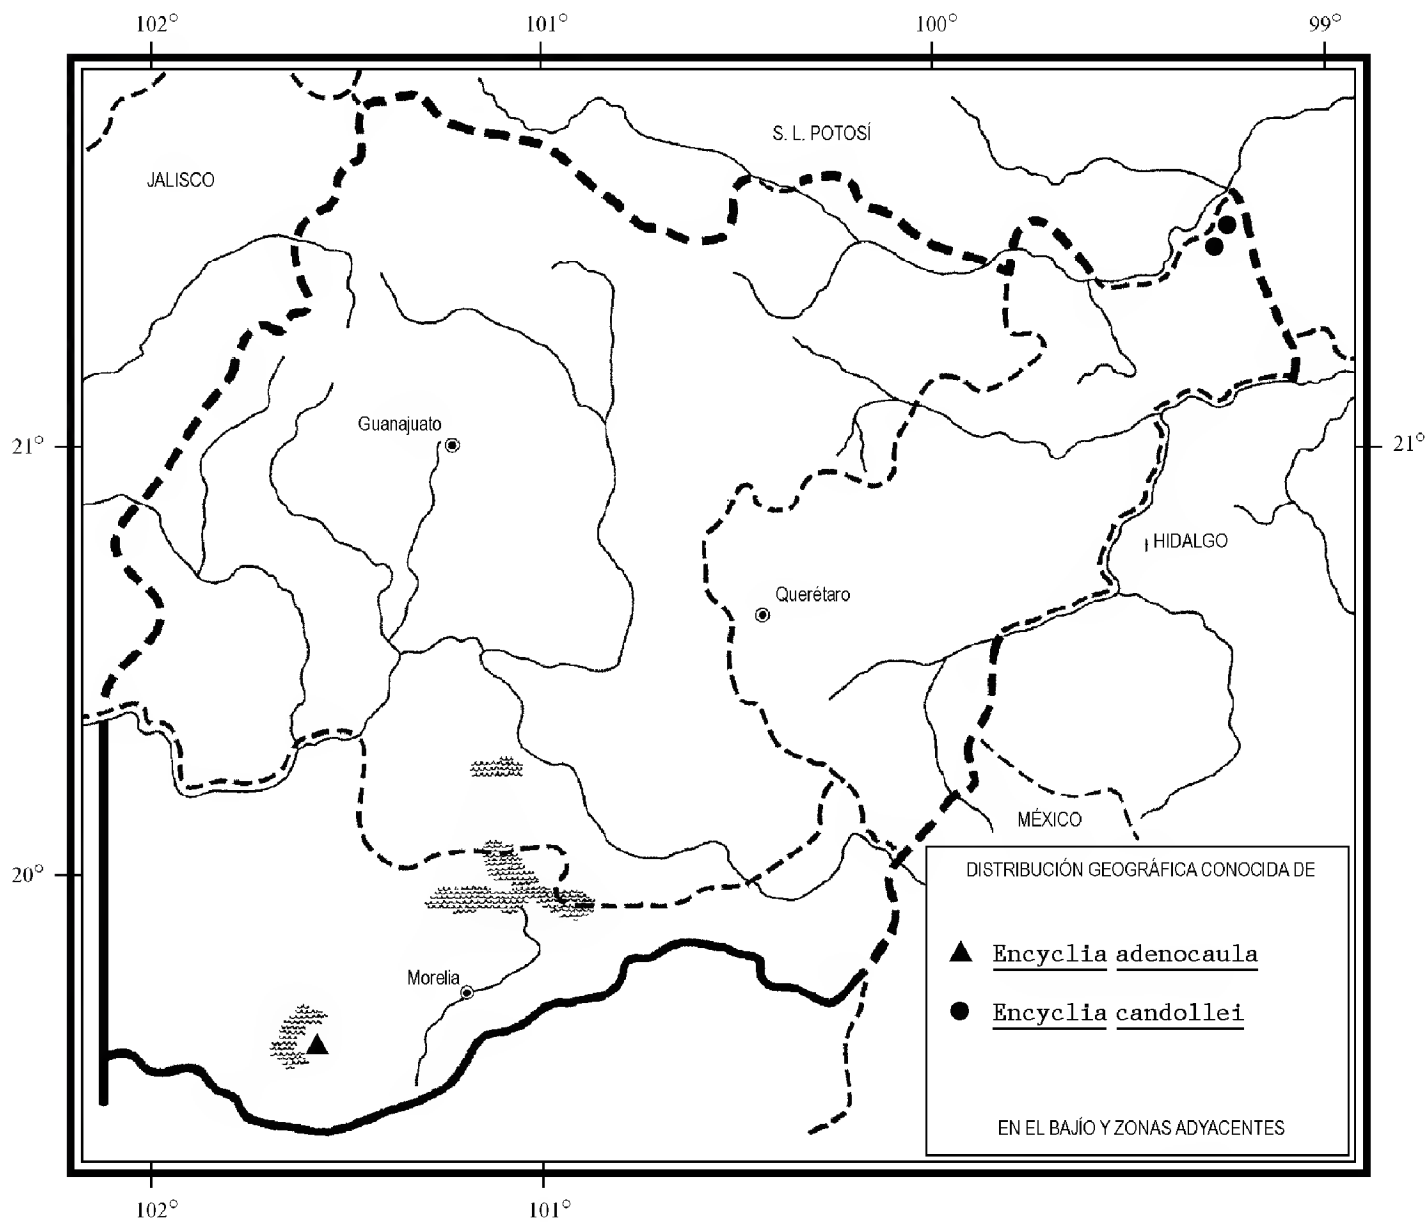 102° 101° 100° 99°
S. L. POTOSÍ
JALISCO
Guanajuato
21° 21°
HIDALGO
Querétaro
MÉXICO
20°
DISTRIBUCIÓN GEOGRÁFICA CONOCIDA DE
Encyclia adenocaula
Morelia
Encyclia candollei
EN EL BAJÍO Y ZONAS ADYACENTES
102° 101°